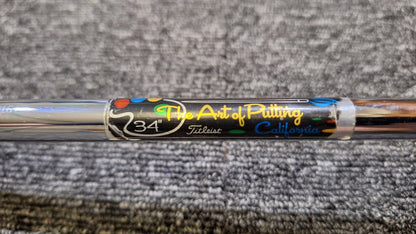 The Art of Putting
34"
Titleist
California